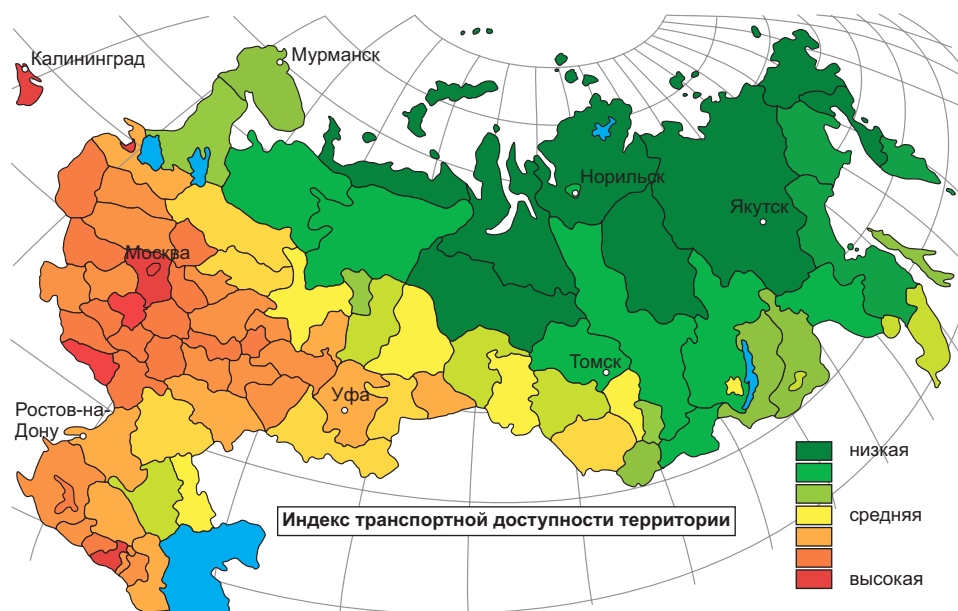 Калининград
Мурманск
Норильск
Якутск
Москва
Томск
Уфа
Ростов-на-
Дону
низкая
средняя
высокая
Индекс транспортной доступности территории